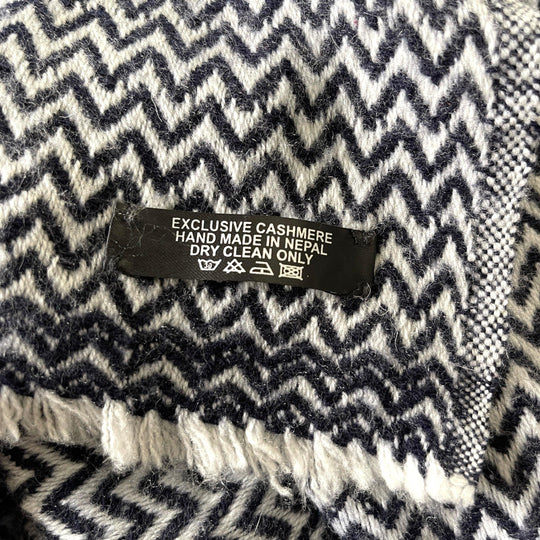 EXCLUSIVE CASHMERE
HAND MADE IN NEPAL
DRY CLEAN ONLY